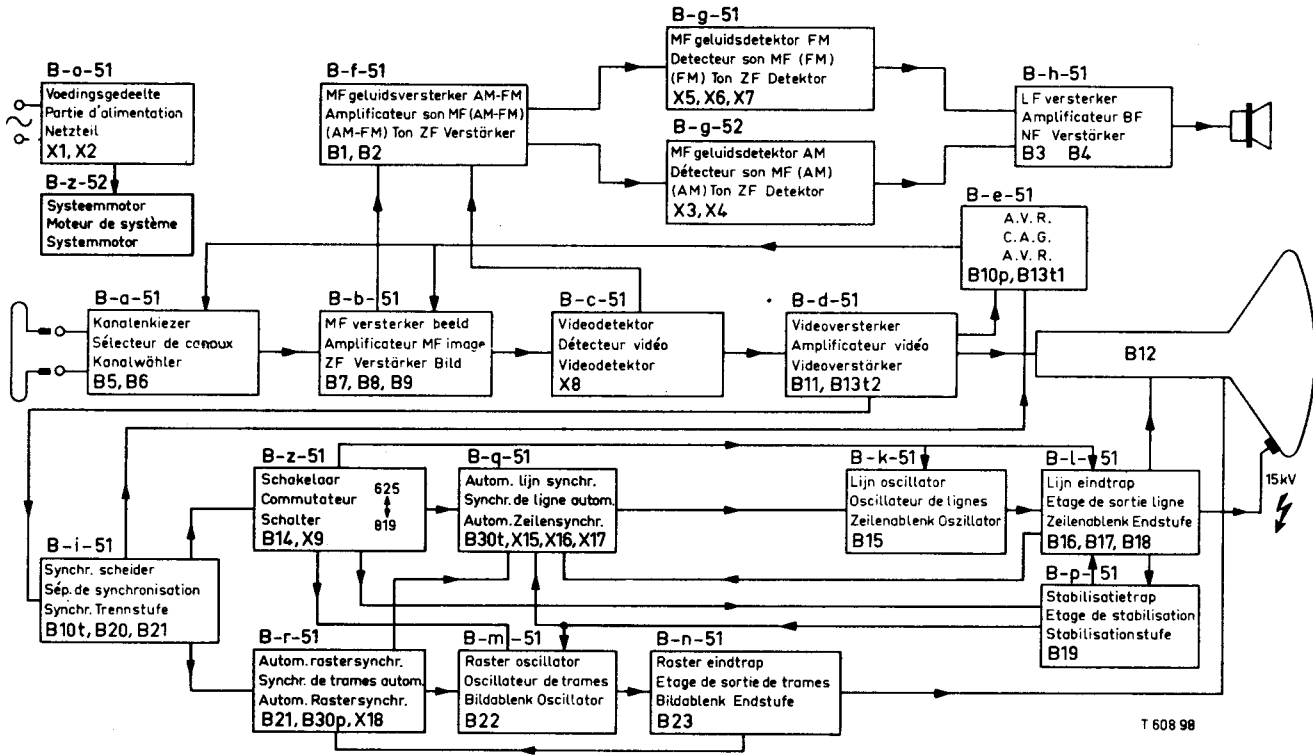 B-o-51
Voedingsgedeelte
Partie d'alimentation
Netzteil
X1, X2
B-z-52
Systeemmotor
Moteur de système
Systemmotor
B-f-51
MF geluidsversterker AM-FM
Amplificateur son MF (AM-FM)
(AM-FM) Ton ZF Verstärker
B1, B2
B-g-51
MF geluidsdetektor FM
Detecteur son MF (FM)
(FM) Ton ZF Detektor
X5, X6, X7
B-g-52
MF geluidsdetektor AM
Détecteur son MF (AM)
(AM) Ton ZF Detektor
X3, X4
B-h-51
LF versterker
Amplificateur BF
NF Verstärker
B3 B4
B-e-51
A.V.R.
C.A.G.
A.V.R.
B10p, B13t1
B-a-51
Kanalenkiezer
Sélecteur de canaux
Kanalwähler
B5, B6
B-b-51
MF versterker beeld
Amplificateur MF image
ZF Verstärker Bild
B7, B8, B9
B-c-51
Videodetektor
Détecteur vidéo
Videodetektor
X8
B-d-51
Videoversterker
Amplificateur vidéo
Videoverstärker
B11, B13t2
B12
15kV
B-z-51
Schakelaar
Commutateur
Schalter
625
819
B14, X9
B-q-51
Autom. lijn synchr.
Synchr. de ligne autom.
Autom. Zeilensynchr.
B30t, X15, X16, X17
B-k-51
Lijn oscillator
Oscillateur de lignes
Zeilenablenk Oszillator
B15
B-l-51
Lijn eindtrap
Etage de sortie ligne
Zeilenablenk Endstufe
B16, B17, B18
B-i-51
Synchr. scheider
Sép. de synchronisation
Synchr. Trennstufe
B10t, B20, B21
B-p-51
Stabilisatietrap
Etage de stabilisation
Stabilisationstufe
B19
B-r-51
Autom. rastersynchr.
Synchr. de trames autom.
Autom. Rastersynchr.
B21, B30p, X18
B-m-51
Raster oscillator
Oscillateur de trames
Bildablenk Oscillator
B22
B-n-51
Raster eindtrap
Etage de sortie de trames
Bildablenk Endstufe
B23
T 608 98